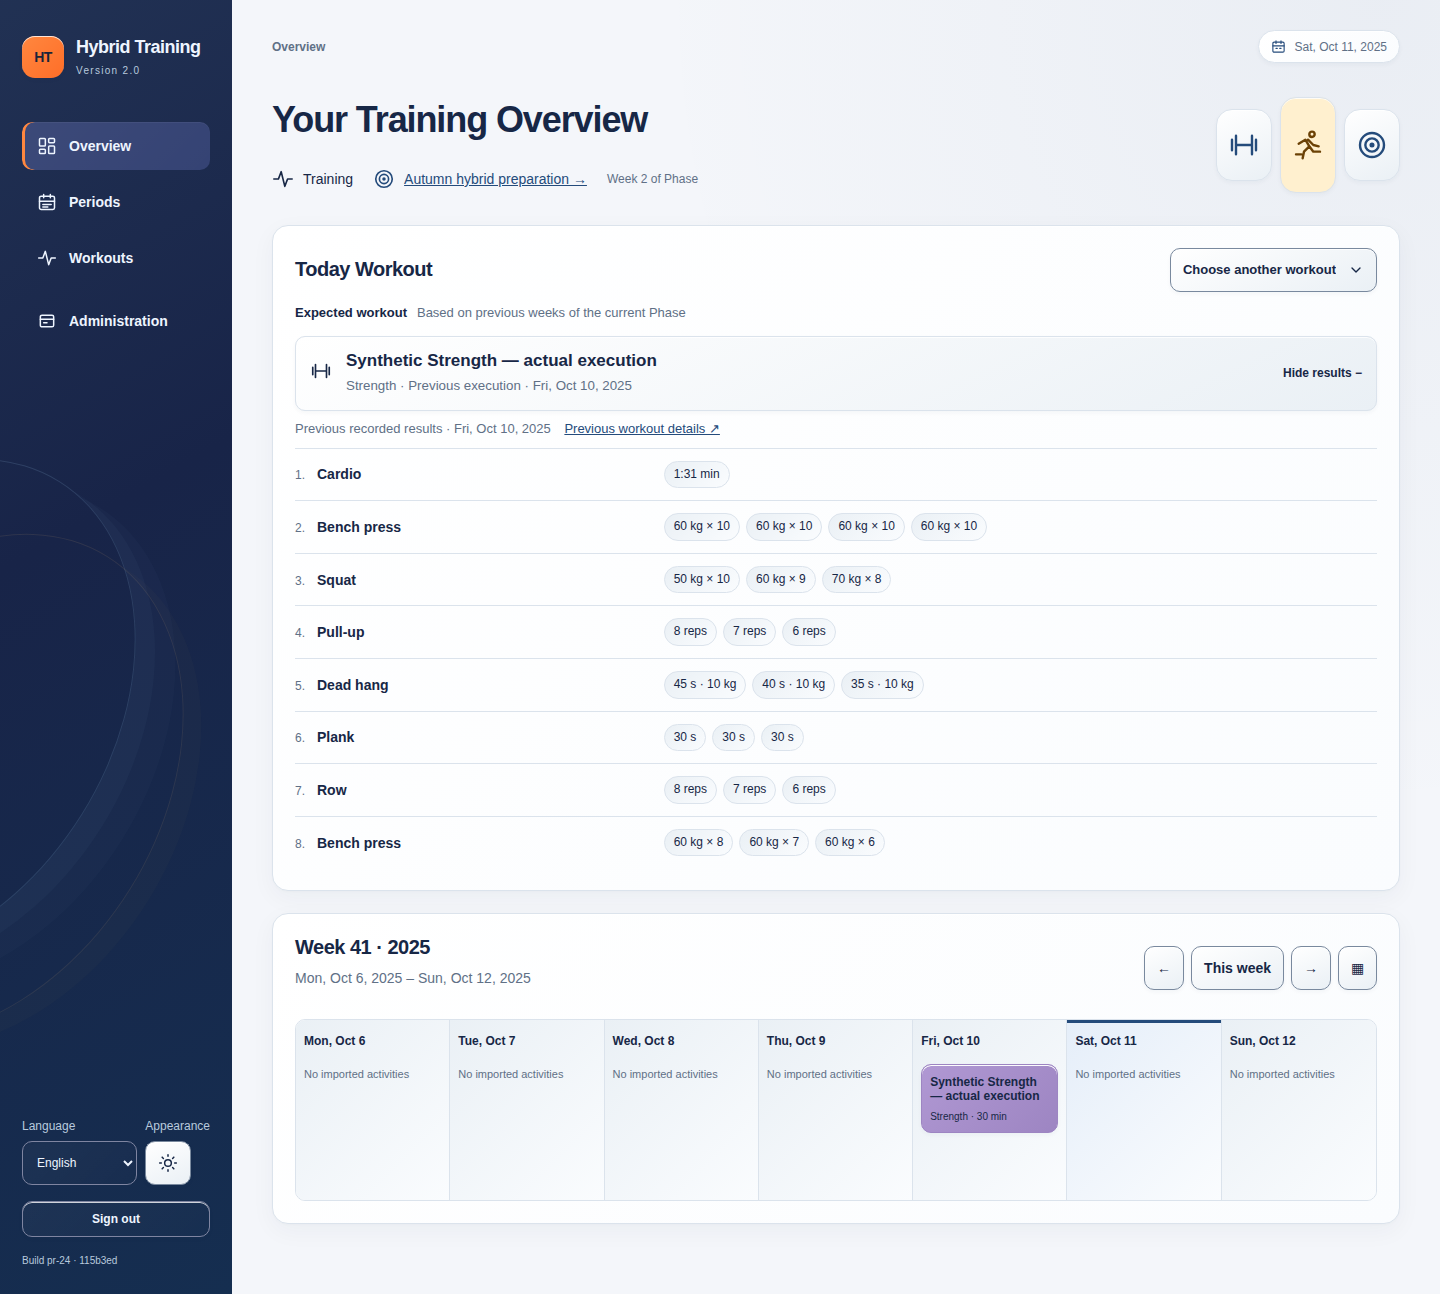 HT
Hybrid Training
Version 2.0
Overview
Periods
Workouts
Administration
Language
Appearance
English
Sign out
Build pr-24 · 115b3ed
Overview
Sat, Oct 11, 2025
Your Training Overview
Training
Autumn hybrid preparation →
Week 2 of Phase
Today Workout
Choose another workout
Expected workout Based on previous weeks of the current Phase
Synthetic Strength — actual execution
Strength · Previous execution · Fri, Oct 10, 2025
Hide results −
Previous recorded results · Fri, Oct 10, 2025 Previous workout details ↗
1. Cardio 1:31 min
2. Bench press 60 kg × 10 60 kg × 10 60 kg × 10 60 kg × 10
3. Squat 50 kg × 10 60 kg × 9 70 kg × 8
4. Pull-up 8 reps 7 reps 6 reps
5. Dead hang 45 s · 10 kg 40 s · 10 kg 35 s · 10 kg
6. Plank 30 s 30 s 30 s
7. Row 8 reps 7 reps 6 reps
8. Bench press 60 kg × 8 60 kg × 7 60 kg × 6
Week 41 · 2025
Mon, Oct 6, 2025 – Sun, Oct 12, 2025
← This week →
Mon, Oct 6
No imported activities
Tue, Oct 7
No imported activities
Wed, Oct 8
No imported activities
Thu, Oct 9
No imported activities
Fri, Oct 10
Synthetic Strength
— actual execution
Strength · 30 min
Sat, Oct 11
No imported activities
Sun, Oct 12
No imported activities